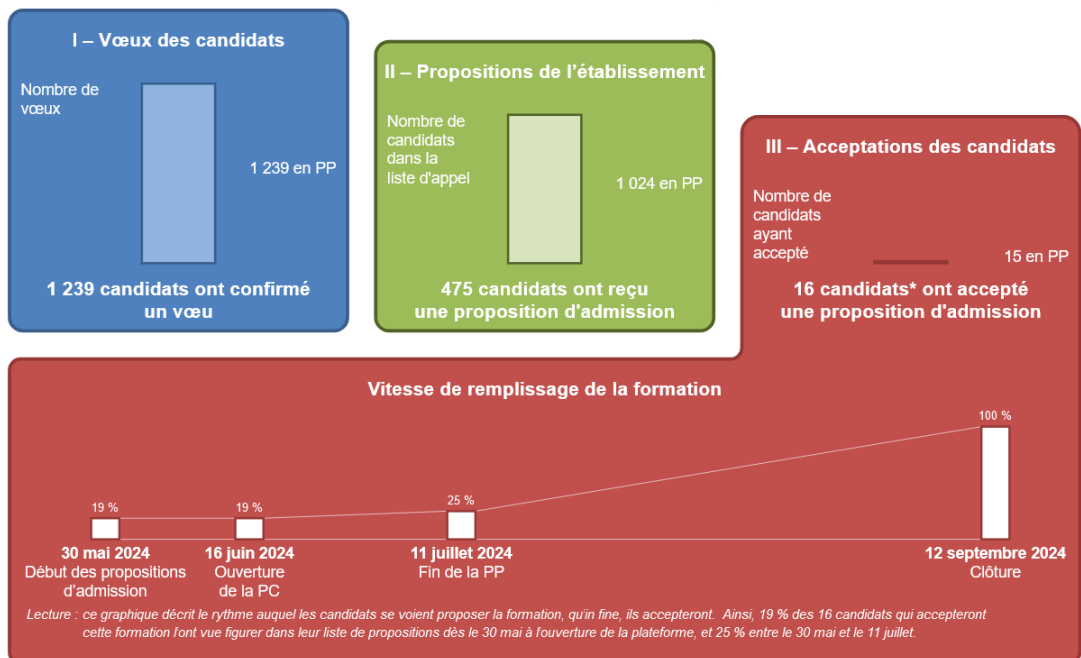 I – Vœux des candidats
Nombre de
vœux
1 239 en PP
1 239 candidats ont confirmé
un vœu
II – Propositions de l'établissement
Nombre de
candidats
dans la
liste d'appel
1 024 en PP
475 candidats ont reçu
une proposition d'admission
III – Acceptations des candidats
Nombre de
candidats
ayant
accepté
15 en PP
16 candidats* ont accepté
une proposition d'admission
Vitesse de remplissage de la formation
19 %
19 %
25 %
100 %
30 mai 2024
Début des propositions
d'admission
16 juin 2024
Ouverture
de la PC
11 juillet 2024
Fin de la PP
12 septembre 2024
Clôture
Lecture : ce graphique décrit le rythme auquel les candidats se voient proposer la formation, qu'in fine, ils accepteront. Ainsi, 19 % des 16 candidats qui accepteront
cette formation l'ont vue figurer dans leur liste de propositions dès le 30 mai à l'ouverture de la plateforme, et 25 % entre le 30 mai et le 11 juillet.